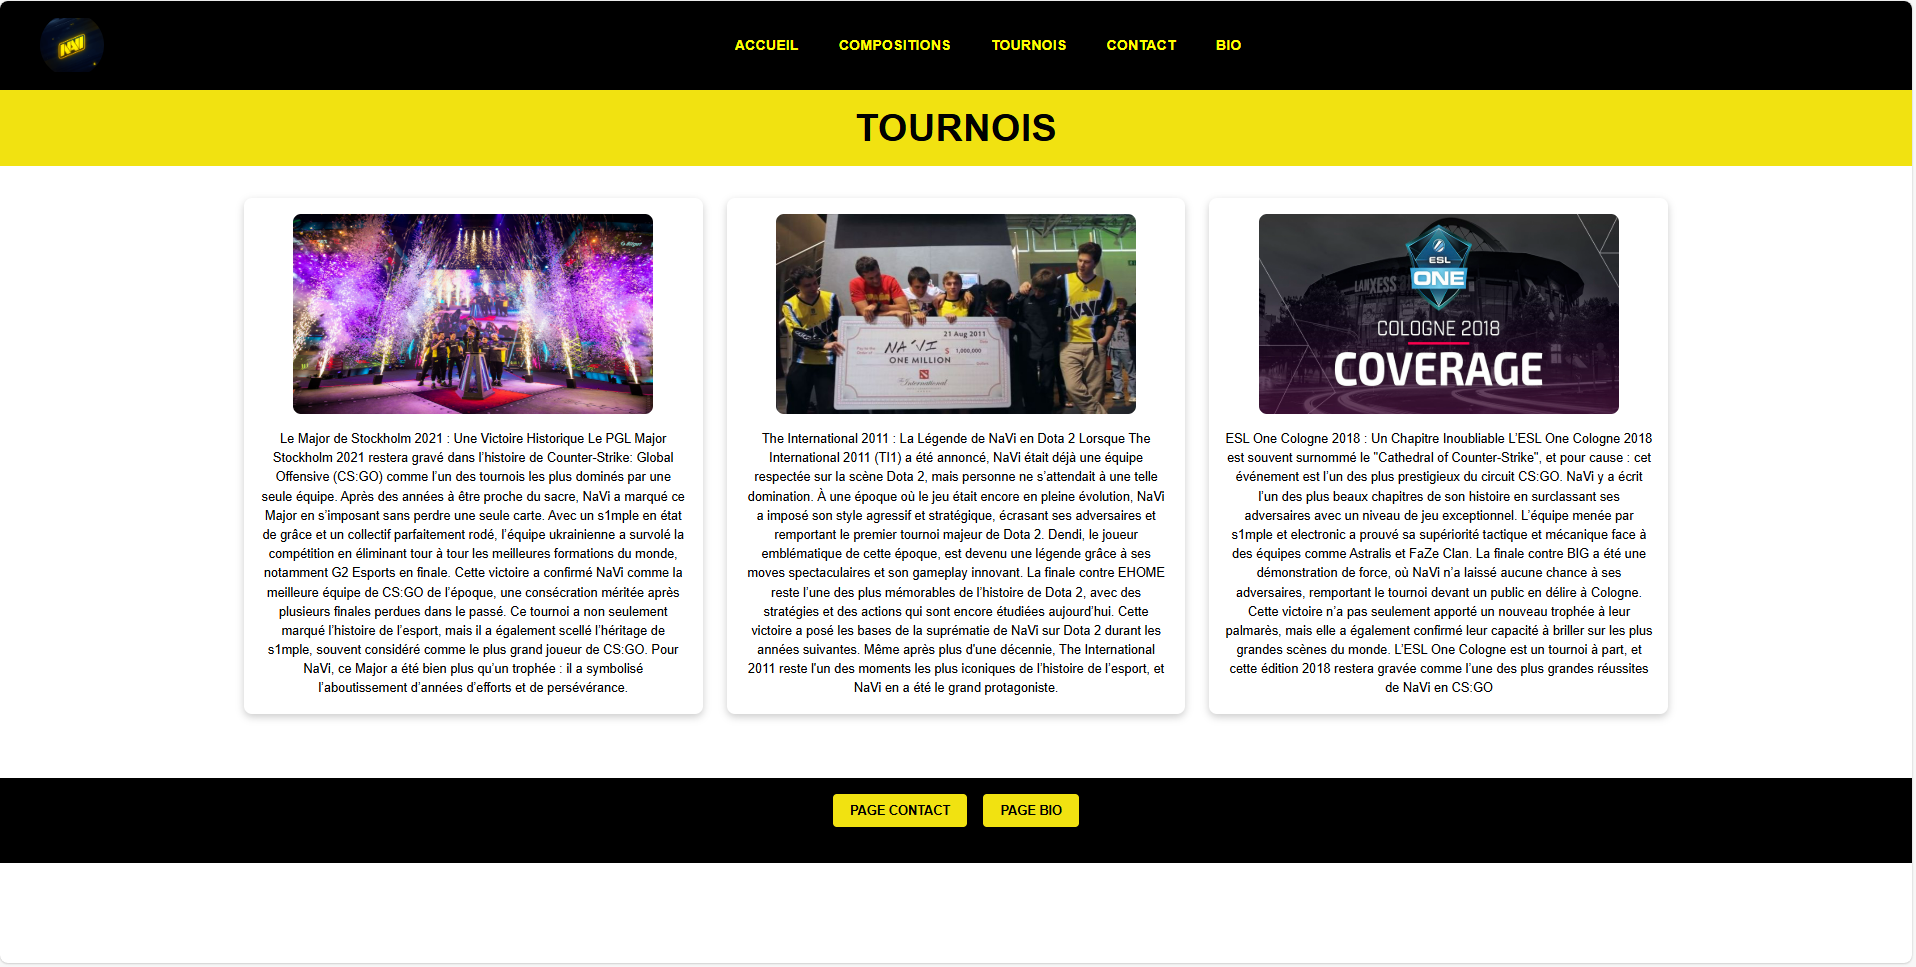 NAVI
ACCUEIL
COMPOSITIONS
TOURNOIS
CONTACT
BIO
TOURNOIS
21 Aug 2011
NA'VI
$ 1,000,000
ONE MILLION
The International
ESL
ONE
LANXESS
COLOGNE 2018
COVERAGE
Le Major de Stockholm 2021 : Une Victoire Historique Le PGL Major
Stockholm 2021 restera gravé dans l’histoire de Counter-Strike: Global
Offensive (CS:GO) comme l’un des tournois les plus dominés par une
seule équipe. Après des années à être proche du sacre, NaVi a marqué ce
Major en s’imposant sans perdre une seule carte. Avec un s1mple en état
de grâce et un collectif parfaitement rodé, l’équipe ukrainienne a survolé la
compétition en éliminant tour à tour les meilleures formations du monde,
notamment G2 Esports en finale. Cette victoire a confirmé NaVi comme la
meilleure équipe de CS:GO de l’époque, une consécration méritée après
plusieurs finales perdues dans le passé. Ce tournoi a non seulement
marqué l’histoire de l’esport, mais il a également scellé l’héritage de
s1mple, souvent considéré comme le plus grand joueur de CS:GO. Pour
NaVi, ce Major a été bien plus qu’un trophée : il a symbolisé
l’aboutissement d’années d’efforts et de persévérance.
The International 2011 : La Légende de NaVi en Dota 2 Lorsque The
International 2011 (TI1) a été annoncé, NaVi était déjà une équipe
respectée sur la scène Dota 2, mais personne ne s’attendait à une telle
domination. À une époque où le jeu était encore en pleine évolution, NaVi
a imposé son style agressif et stratégique, écrasant ses adversaires et
remportant le premier tournoi majeur de Dota 2. Dendi, le joueur
emblématique de cette époque, est devenu une légende grâce à ses
moves spectaculaires et son gameplay innovant. La finale contre EHOME
reste l’une des plus mémorables de l’histoire de Dota 2, avec des
stratégies et des actions qui sont encore étudiées aujourd’hui. Cette
victoire a posé les bases de la suprématie de NaVi sur Dota 2 durant les
années suivantes. Même après plus d'une décennie, The International
2011 reste l'un des moments les plus iconiques de l’histoire de l’esport, et
NaVi en a été le grand protagoniste.
ESL One Cologne 2018 : Un Chapitre Inoubliable L’ESL One Cologne 2018
est souvent surnommé le "Cathedral of Counter-Strike", et pour cause : cet
événement est l’un des plus prestigieux du circuit CS:GO. NaVi y a écrit
l’un des plus beaux chapitres de son histoire en surclassant ses
adversaires avec un niveau de jeu exceptionnel. L’équipe menée par
s1mple et electronic a prouvé sa supériorité tactique et mécanique face à
des équipes comme Astralis et FaZe Clan. La finale contre BIG a été une
démonstration de force, où NaVi n’a laissé aucune chance à ses
adversaires, remportant le tournoi devant un public en délire à Cologne.
Cette victoire n’a pas seulement apporté un nouveau trophée à leur
palmarès, mais elle a également confirmé leur capacité à briller sur les plus
grandes scènes du monde. L’ESL One Cologne est un tournoi à part, et
cette édition 2018 restera gravée comme l’une des plus grandes réussites
de NaVi en CS:GO
PAGE CONTACT
PAGE BIO